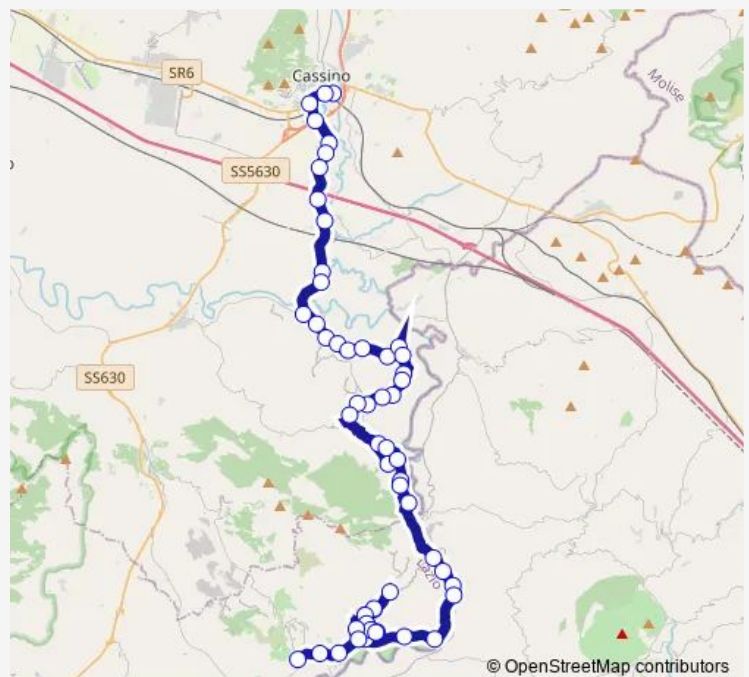 Cassino
SR6
Molise
SS5630
SS630
Lazio
© OpenStreetMap contributors